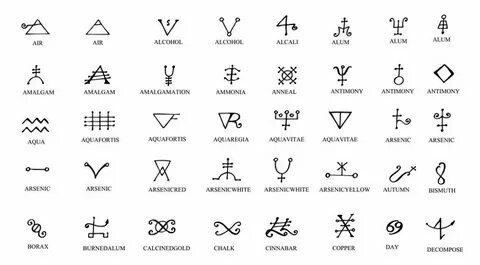 AIR AIR ALCOHOL ALCOHOL ALCALI ALUM ALUM ALUM
AMALGAM AMALGAM AMALGAMATION AMMONIA ANNEAL ANTIMONY ANTIMONY ANTIMONY
AQUA AQUAFORTIS AQUAFORTIS AQUAREGIA AQUAVITAE AQUAVITAE ARSENIC ARSENIC
ARSENIC ARSENIC ARSENICRED ARSENICWHITE ARSENICWHITE ARSENICYELLOW AUTUMN BISMUTH
BORAX BURNEDALUM CALCINEDGOLD CHALK CINNABAR COPPER DAY DECOMPOSE